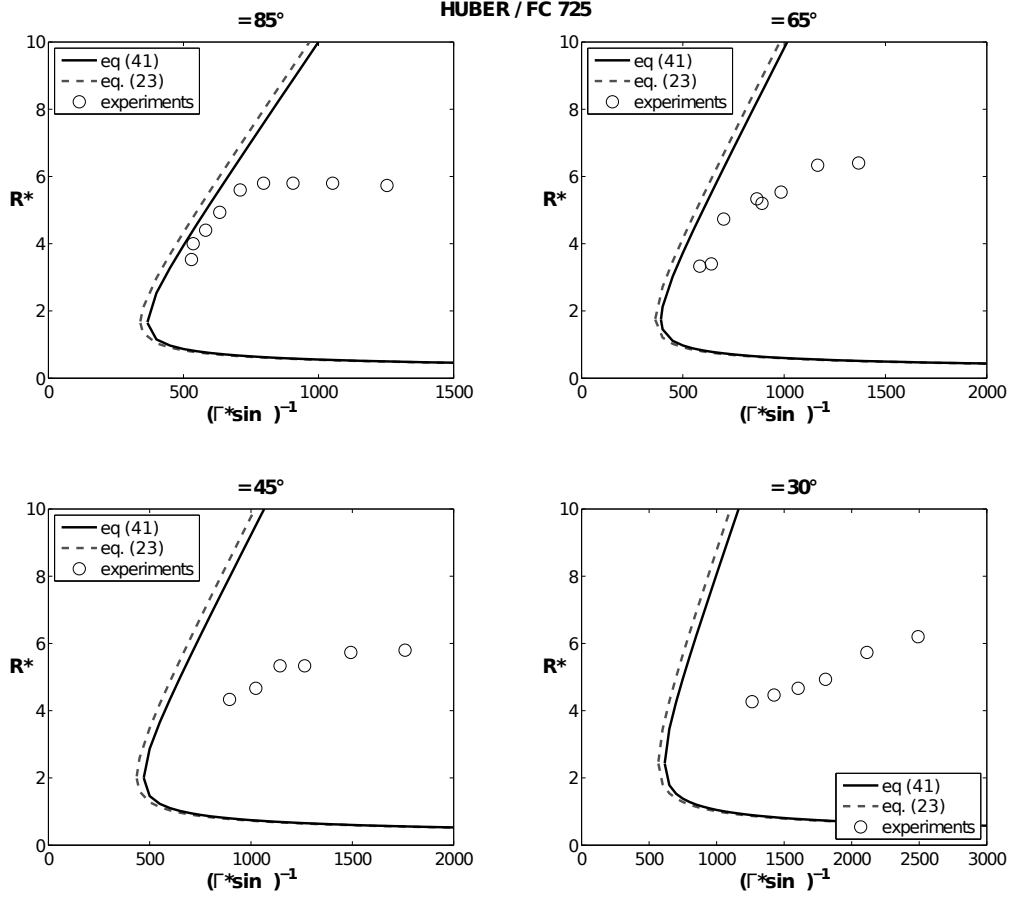 HUBER / FC 725
= 85°
10
8
6
4
2
0
R*
eq (41)
eq. (23)
experiments
0 500 1000 1500
(Γ*sin )⁻¹
= 65°
10
8
6
4
2
0
R*
eq (41)
eq. (23)
experiments
0 500 1000 1500 2000
(Γ*sin )⁻¹
= 45°
10
8
6
4
2
0
R*
eq (41)
eq. (23)
experiments
0 500 1000 1500 2000
(Γ*sin )⁻¹
= 30°
10
8
6
4
2
0
R*
eq (41)
eq. (23)
experiments
0 500 1000 1500 2000 2500 3000
(Γ*sin )⁻¹